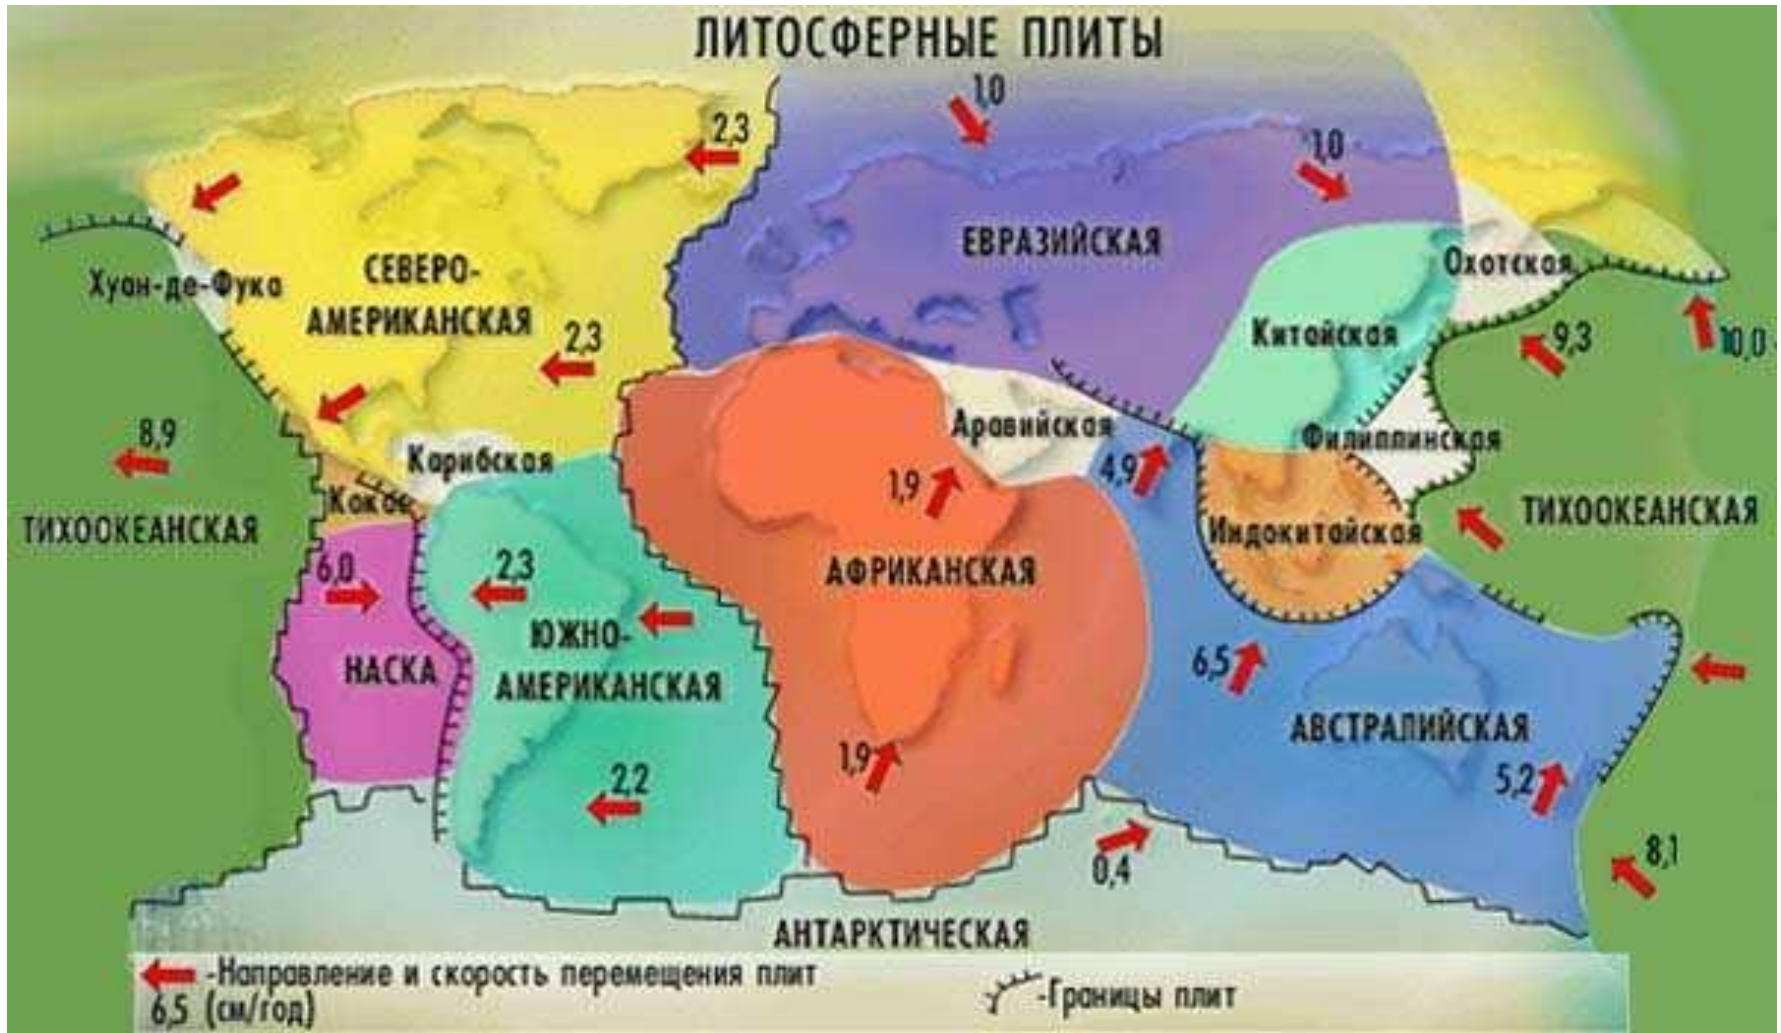 ЛИТОСФЕРНЫЕ ПЛИТЫ
1,0
2,3
1,0
ЕВРАЗИЙСКАЯ
Охотская
Хуан-де-Фука
СЕВЕРО-
АМЕРИКАНСКАЯ
2,3
Китайская
9,3
10,0
8,9
Карибская
Аравийская
4,9
Филиппинская
Кокос
1,9
ТИХООКЕАНСКАЯ
Индокитайская
ТИХООКЕАНСКАЯ
6,0
2,3
АФРИКАНСКАЯ
ЮЖНО-
АМЕРИКАНСКАЯ
НАСКА
6,5
АВСТРАЛИЙСКАЯ
2,2
1,9
5,2
0,4
8,1
АНТАРКТИЧЕСКАЯ
-Направление и скорость перемещения плит
6,5 (см/год)
-Границы плит